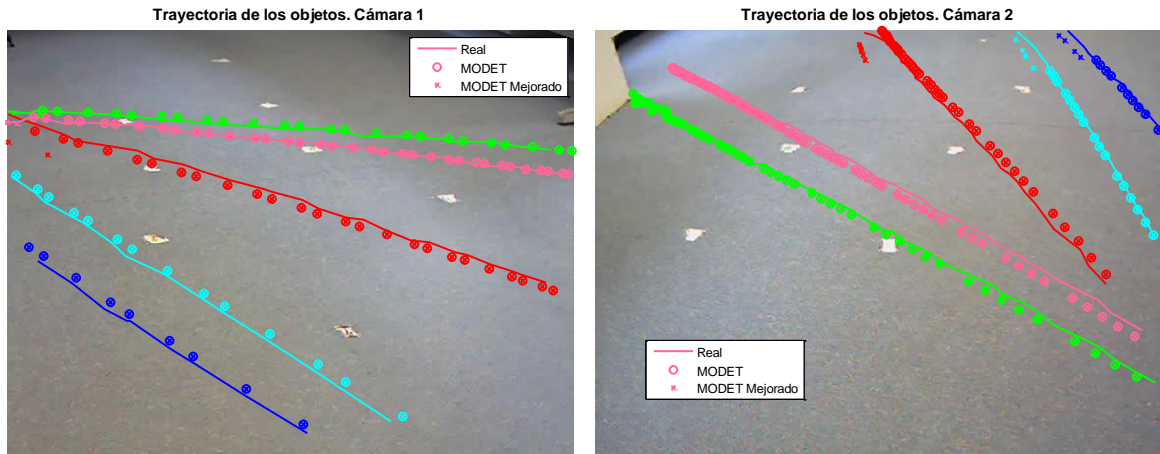 Trayectoria de los objetos. Cámara 1
Real
MODET
MODET Mejorado
Trayectoria de los objetos. Cámara 2
Real
MODET
MODET Mejorado